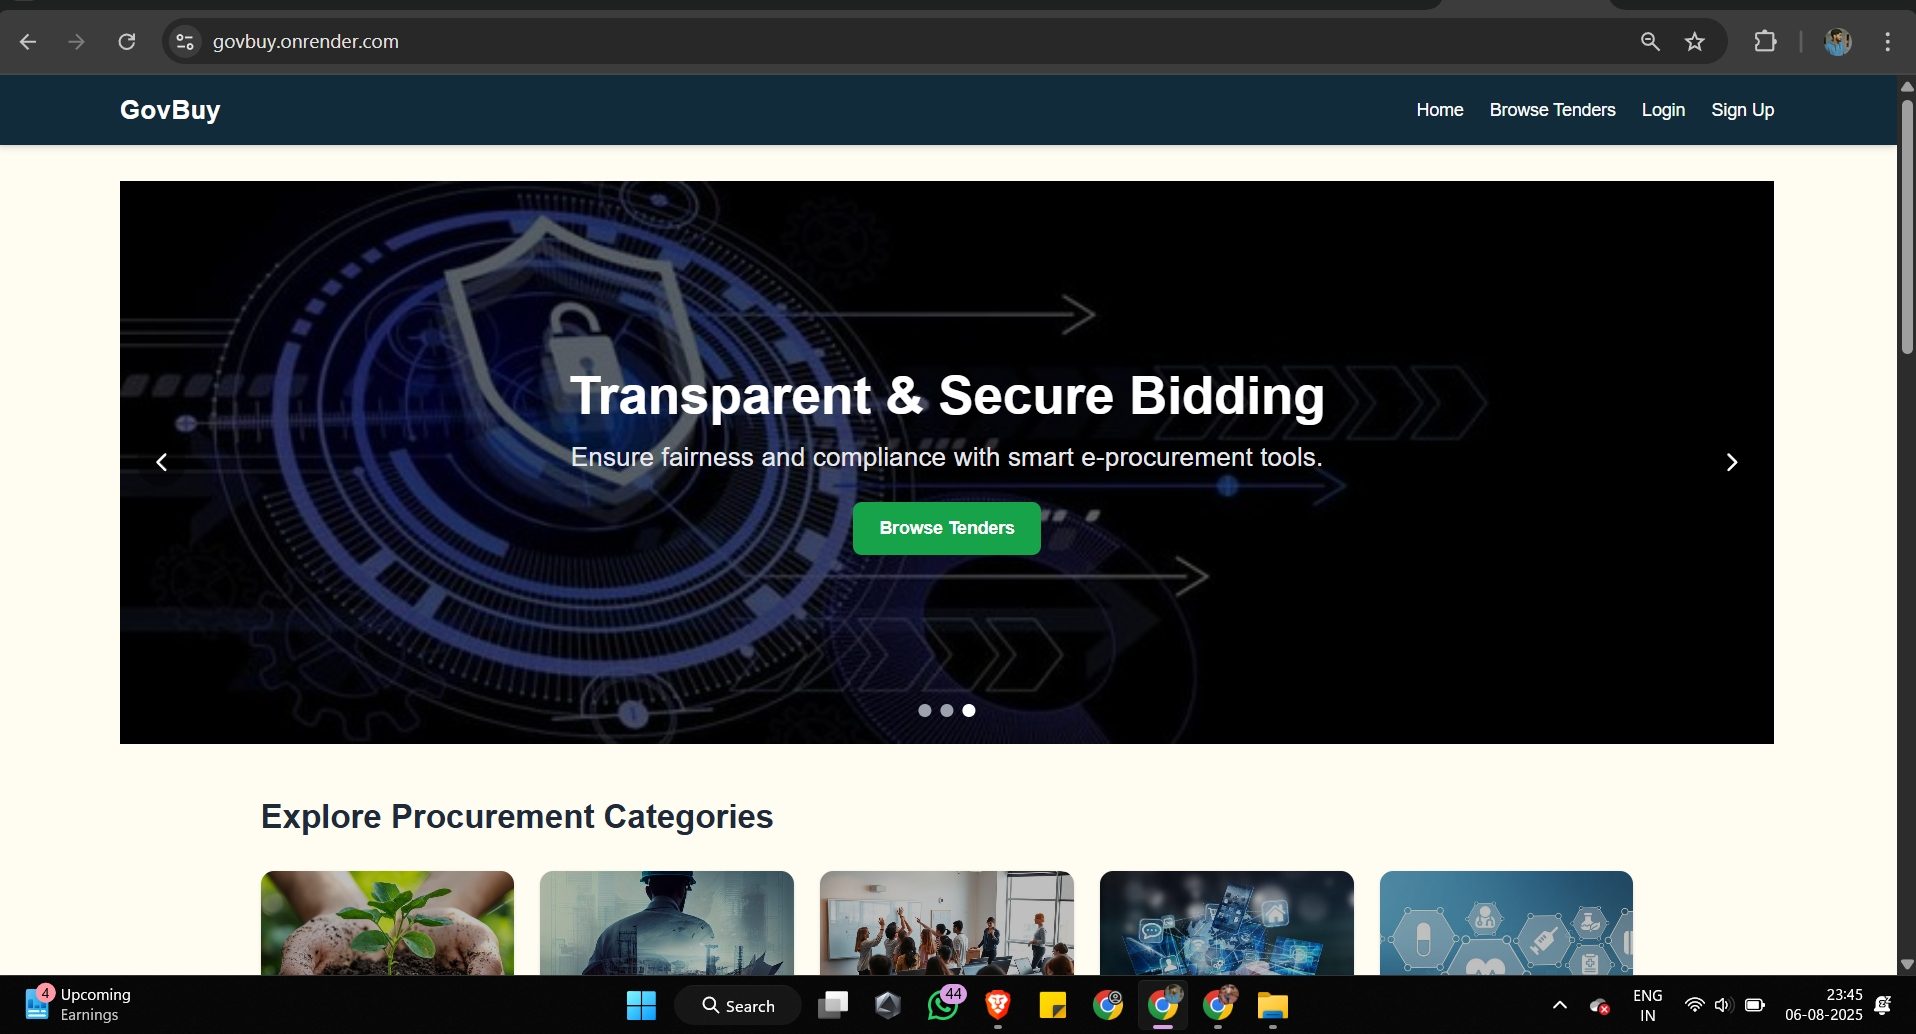 govbuy.onrender.com
GovBuy
Home
Browse Tenders
Login
Sign Up
Transparent & Secure Bidding
Ensure fairness and compliance with smart e-procurement tools.
Browse Tenders
Explore Procurement Categories
4
Upcoming
Earnings
Search
44
ENG
IN
23:45
06-08-2025